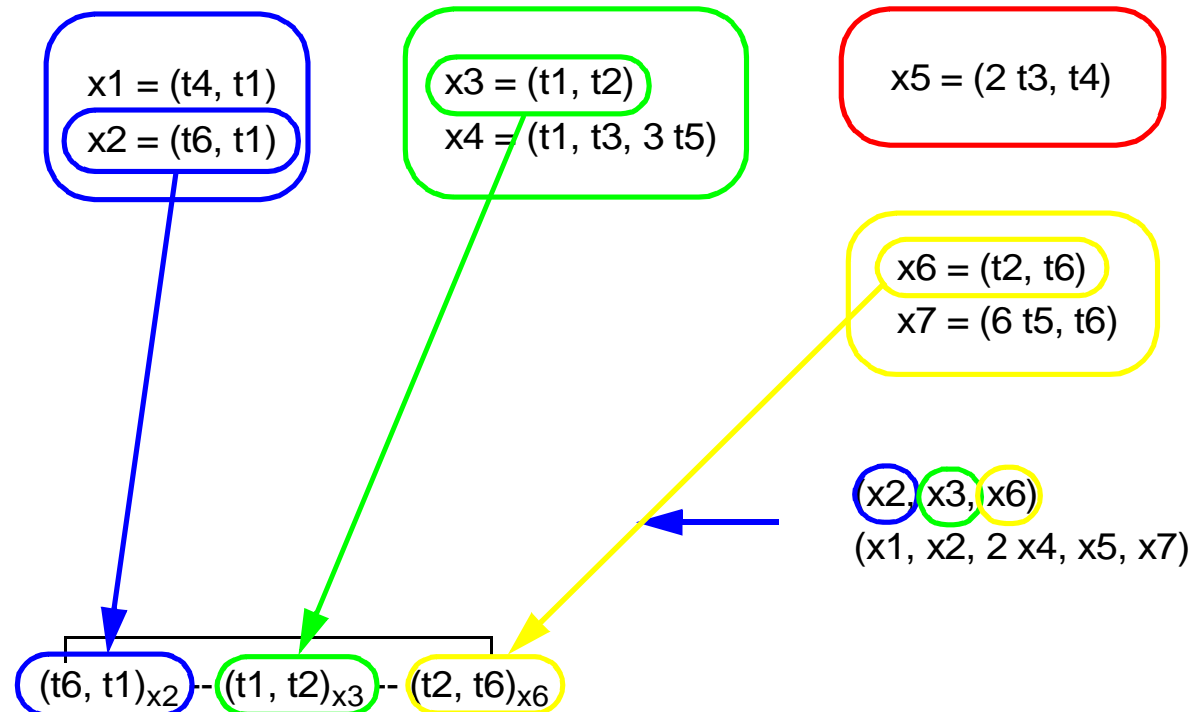 x1 = (t4, t1)
x2 = (t6, t1)
x3 = (t1, t2)
x4 = (t1, t3, 3 t5)
x5 = (2 t3, t4)
x6 = (t2, t6)
x7 = (6 t5, t6)
(x2, x3, x6)
(x1, x2, 2 x4, x5, x7)
(t6, t1)x2 -- (t1, t2)x3 -- (t2, t6)x6